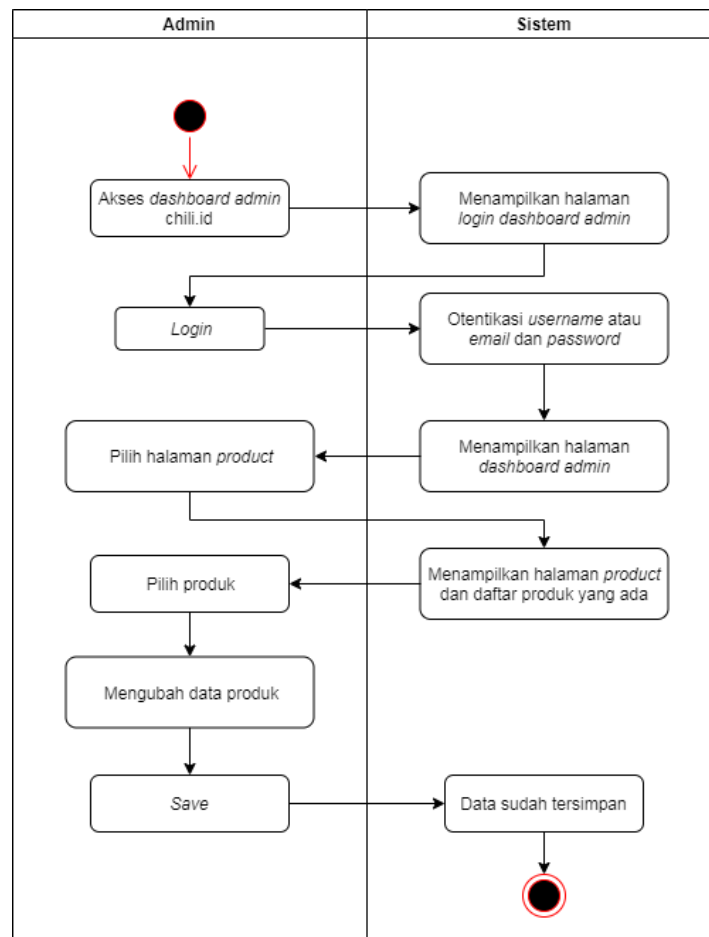 Admin
Sistem
Akses dashboard admin
chili.id
Menampilkan halaman
login dashboard admin
Login
Otentikasi username atau
email dan password
Menampilkan halaman
dashboard admin
Pilih halaman product
Menampilkan halaman product
dan daftar produk yang ada
Pilih produk
Mengubah data produk
Save
Data sudah tersimpan